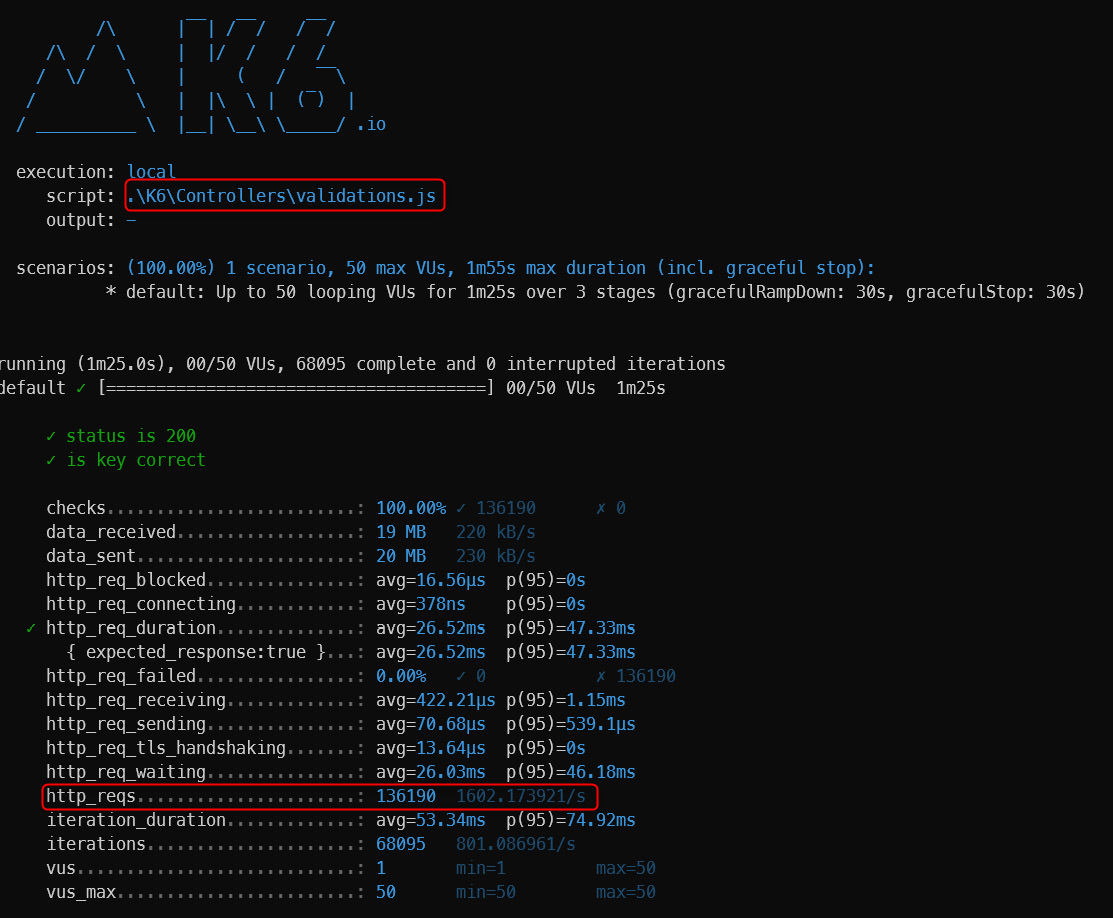 /\      |‾‾| /‾‾/   /‾‾/
     /\  /  \     |  |/  /   /  /
    /  \/    \    |     (   /   ‾‾\
   /          \   |  |\  \ |  (‾)  |
  / __________ \  |__| \__\ \_____/ .io
execution: local
script: .\K6\Controllers\validations.js
output: -
scenarios: (100.00%) 1 scenario, 50 max VUs, 1m55s max duration (incl. graceful stop):
* default: Up to 50 looping VUs for 1m25s over 3 stages (gracefulRampDown: 30s, gracefulStop: 30s)
running (1m25.0s), 00/50 VUs, 68095 complete and 0 interrupted iterations
default ✓ [======================================] 00/50 VUs  1m25s
✓ status is 200
✓ is key correct
checks.........................: 100.00% ✓ 136190      ✗ 0
data_received..................: 19 MB   220 kB/s
data_sent......................: 20 MB   230 kB/s
http_req_blocked...............: avg=16.56µs  p(95)=0s
http_req_connecting............: avg=378ns    p(95)=0s
✓ http_req_duration..............: avg=26.52ms  p(95)=47.33ms
{ expected_response:true }...: avg=26.52ms  p(95)=47.33ms
http_req_failed................: 0.00%   ✓ 0           ✗ 136190
http_req_receiving.............: avg=422.21µs p(95)=1.15ms
http_req_sending...............: avg=70.68µs  p(95)=539.1µs
http_req_tls_handshaking.......: avg=13.64µs  p(95)=0s
http_req_waiting...............: avg=26.03ms  p(95)=46.18ms
http_reqs......................: 136190  1602.173921/s
iteration_duration.............: avg=53.34ms  p(95)=74.92ms
iterations.....................: 68095   801.086961/s
vus............................: 1       min=1         max=50
vus_max........................: 50      min=50        max=50